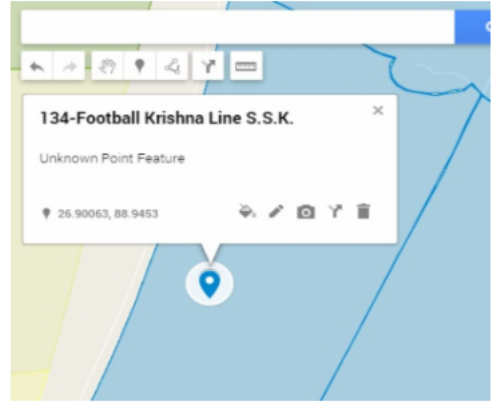 134-Football Krishna Line S.S.K.
Unknown Point Feature
26.90063, 88.9453